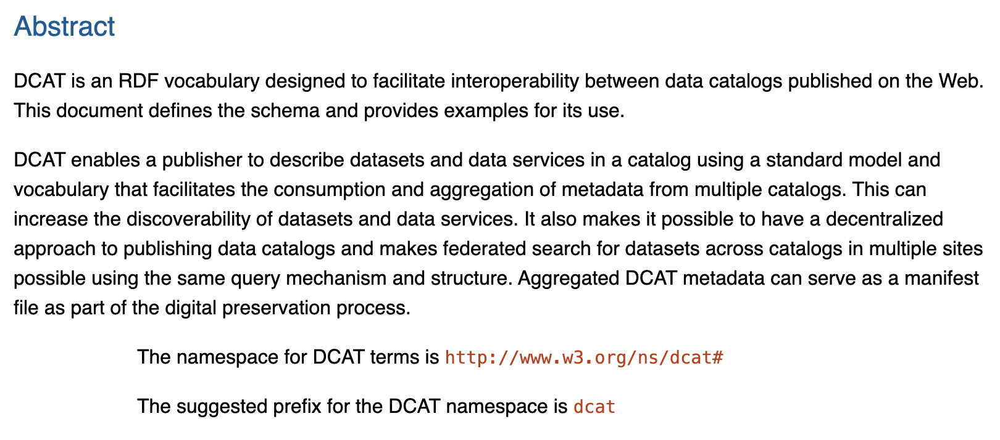 Abstract
DCAT is an RDF vocabulary designed to facilitate interoperability between data catalogs published on the Web.
This document defines the schema and provides examples for its use.
DCAT enables a publisher to describe datasets and data services in a catalog using a standard model and
vocabulary that facilitates the consumption and aggregation of metadata from multiple catalogs. This can
increase the discoverability of datasets and data services. It also makes it possible to have a decentralized
approach to publishing data catalogs and makes federated search for datasets across catalogs in multiple sites
possible using the same query mechanism and structure. Aggregated DCAT metadata can serve as a manifest
file as part of the digital preservation process.
The namespace for DCAT terms is http://www.w3.org/ns/dcat#
The suggested prefix for the DCAT namespace is dcat